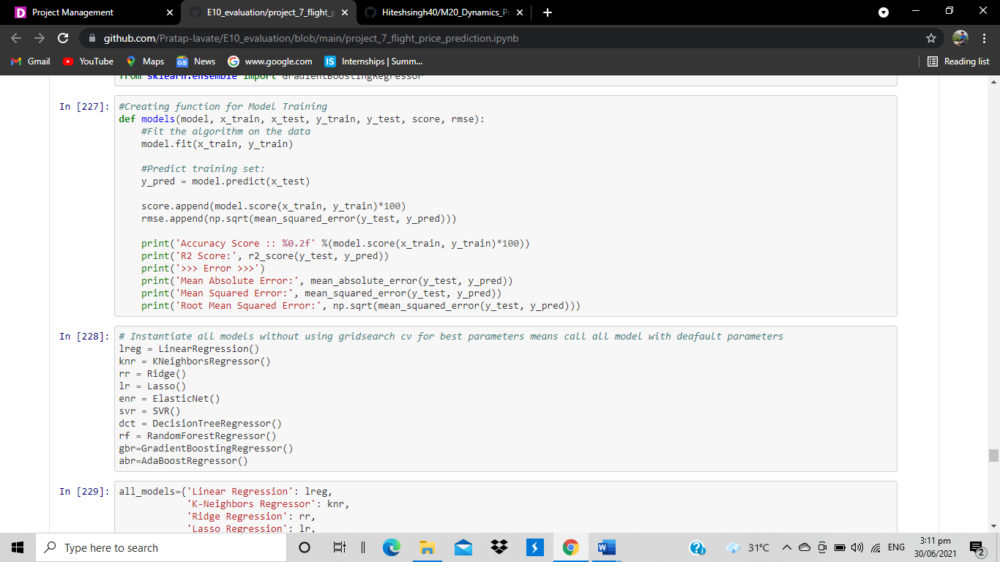 Project Management
E10_evaluation/project_7_flight_p
Hiteshsingh40/M20_Dynamics_Pr
github.com/Pratap-lavate/E10_evaluation/blob/main/project_7_flight_price_prediction.ipynb
Gmail YouTube Maps GE News www.google.com IS Internships | Summ... Reading list
from sklearn.ensemble import GradientBoostingRegressor
In [227]: #Creating function for Model Training
def models(model, x_train, x_test, y_train, y_test, score, rmse):
#Fit the algorithm on the data
model.fit(x_train, y_train)
#Predict training set:
y_pred = model.predict(x_test)
score.append(model.score(x_train, y_train)*100)
rmse.append(np.sqrt(mean_squared_error(y_test, y_pred)))
print('Accuracy Score :: %0.2f' %(model.score(x_train, y_train)*100))
print('R2 Score:', r2_score(y_test, y_pred))
print('>>> Error >>>')
print('Mean Absolute Error:', mean_absolute_error(y_test, y_pred))
print('Mean Squared Error:', mean_squared_error(y_test, y_pred))
print('Root Mean Squared Error:', np.sqrt(mean_squared_error(y_test, y_pred)))
In [228]: # Instantiate all models without using gridsearch cv for best parameters means call all model with deafault parameters
lreg = LinearRegression()
knr = KNeighborsRegressor()
rr = Ridge()
lr = Lasso()
enr = ElasticNet()
svr = SVR()
dct = DecisionTreeRegressor()
rf = RandomForestRegressor()
gbr=GradientBoostingRegressor()
abr=AdaBoostRegressor()
In [229]: all_models={'Linear Regression': lreg,
'K-Neighbors Regressor': knr,
'Ridge Regression': rr,
'Lasso Regression': lr,
Type here to search
31°C
ENG
3:11 pm
30/06/2021
2